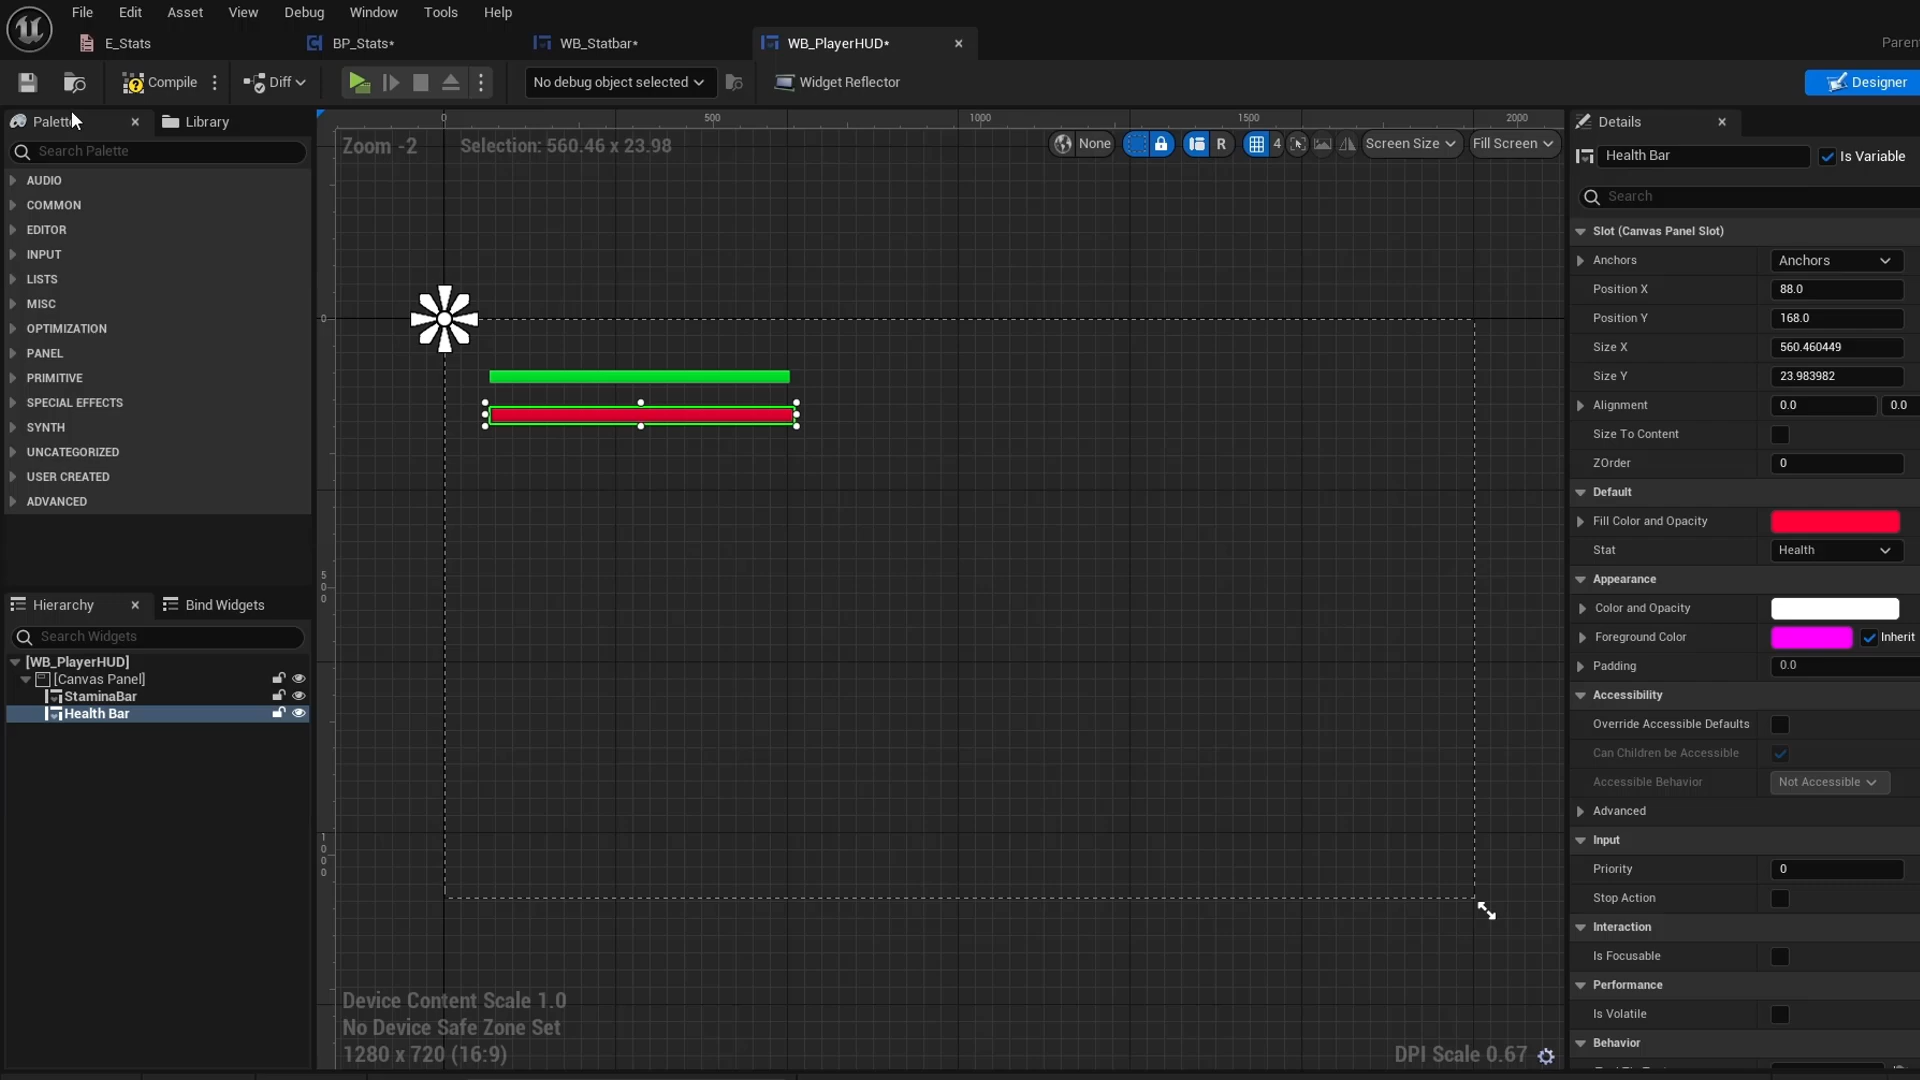 File Edit Asset View Debug Window Tools Help
E_Stats BP_Stats* WB_Statbar* WB_PlayerHUD* Paren
Compile Diff No debug object selected Widget Reflector Designer
Palette Library
Search Palette
AUDIO
COMMON
EDITOR
INPUT
LISTS
MISC
OPTIMIZATION
PANEL
PRIMITIVE
SPECIAL EFFECTS
SYNTH
UNCATEGORIZED
USER CREATED
ADVANCED
Hierarchy Bind Widgets
Search Widgets
[WB_PlayerHUD]
[Canvas Panel]
StaminaBar
Health Bar
0 500 1000 1500 2000
Zoom -2 Selection: 560.46 x 23.98 None R 4 Screen Size Fill Screen
0
500
1000
Device Content Scale 1.0
No Device Safe Zone Set
1280 x 720 (16:9)
DPI Scale 0.67
Details
Health Bar Is Variable
Search
Slot (Canvas Panel Slot)
Anchors Anchors
Position X 88.0
Position Y 168.0
Size X 560.460449
Size Y 23.983982
Alignment 0.0 0.0
Size To Content
ZOrder 0
Default
Fill Color and Opacity
Stat Health
Appearance
Color and Opacity
Foreground Color Inherit
Padding 0.0
Accessibility
Override Accessible Defaults
Can Children be Accessible
Accessible Behavior Not Accessible
Advanced
Input
Priority 0
Stop Action
Interaction
Is Focusable
Performance
Is Volatile
Behavior